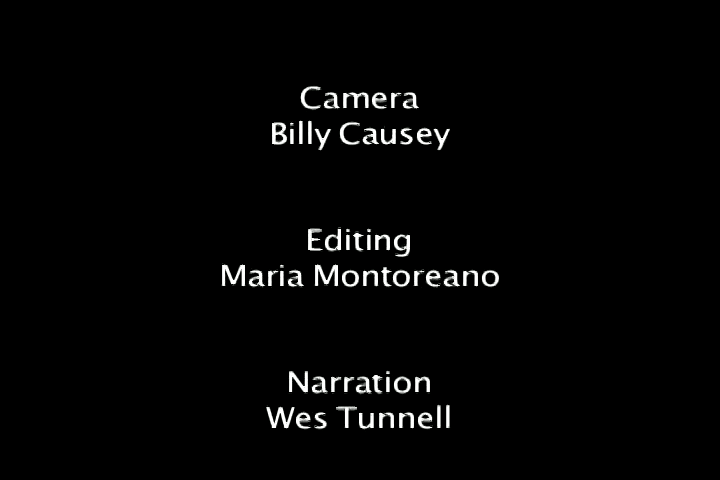 Camera
Billy Causey
Editing
Maria Montoreano
Narration
Wes Tunnell